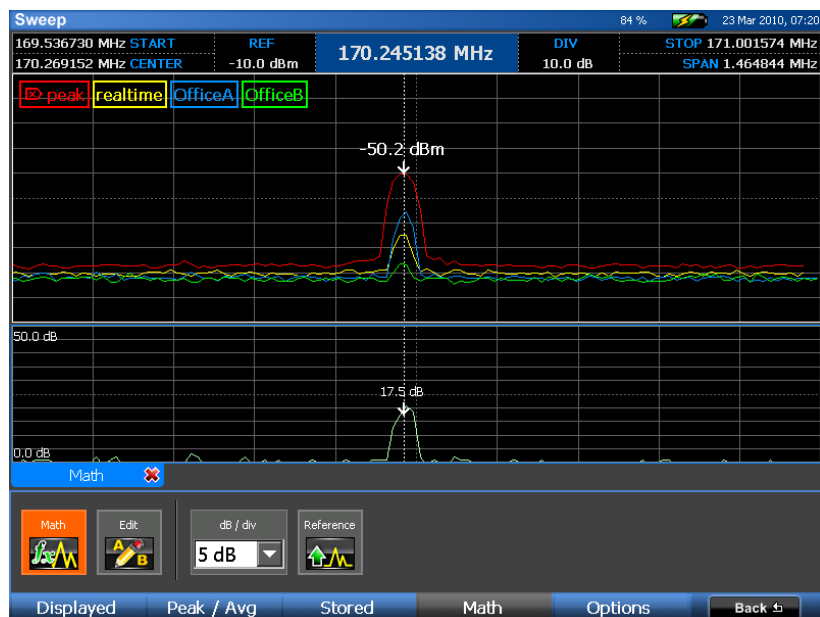 Sweep 84 % 23 Mar 2010, 07:20
169.536730 MHz START REF 170.245138 MHz DIV STOP 171.001574 MHz
170.269152 MHz CENTER -10.0 dBm 10.0 dB SPAN 1.464844 MHz
peak realtime OfficeA OfficeB
-50.2 dBm
50.0 dB
17.5 dB
0.0 dB
Math
Math Edit dB / div Reference
fx A B 5 dB
Displayed Peak / Avg Stored Math Options Back